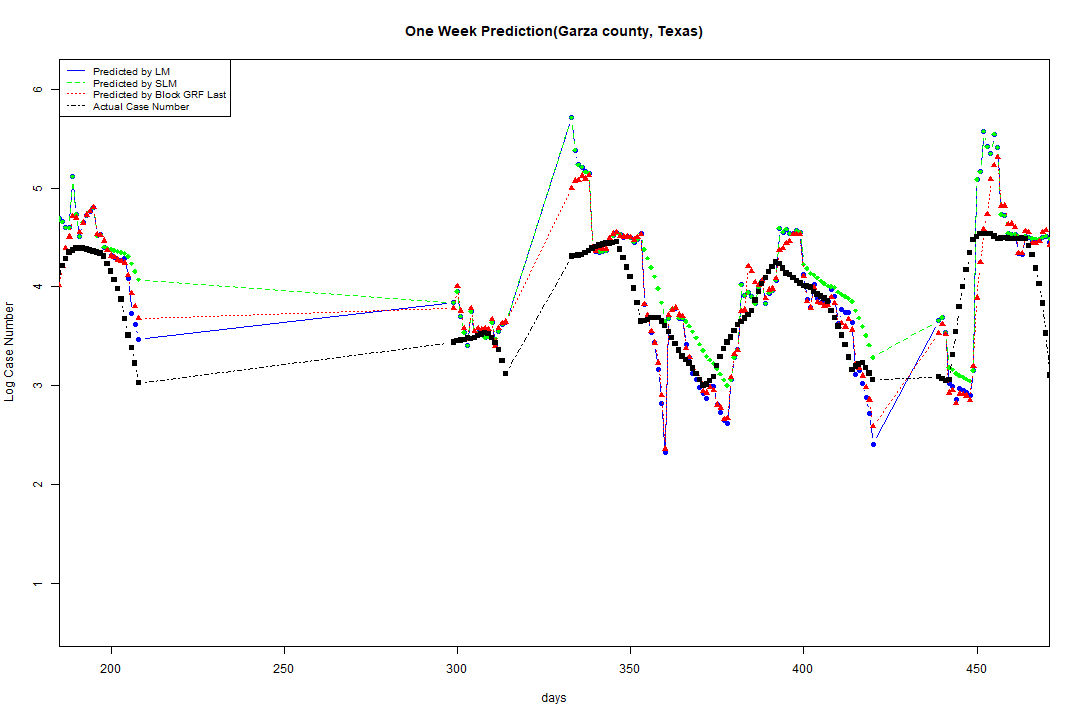 One Week Prediction(Garza county, Texas)
Predicted by LM
Predicted by SLM
Predicted by Block GRF Last
Actual Case Number
6
5
4
3
2
1
Log Case Number
200 250 300 350 400 450
days